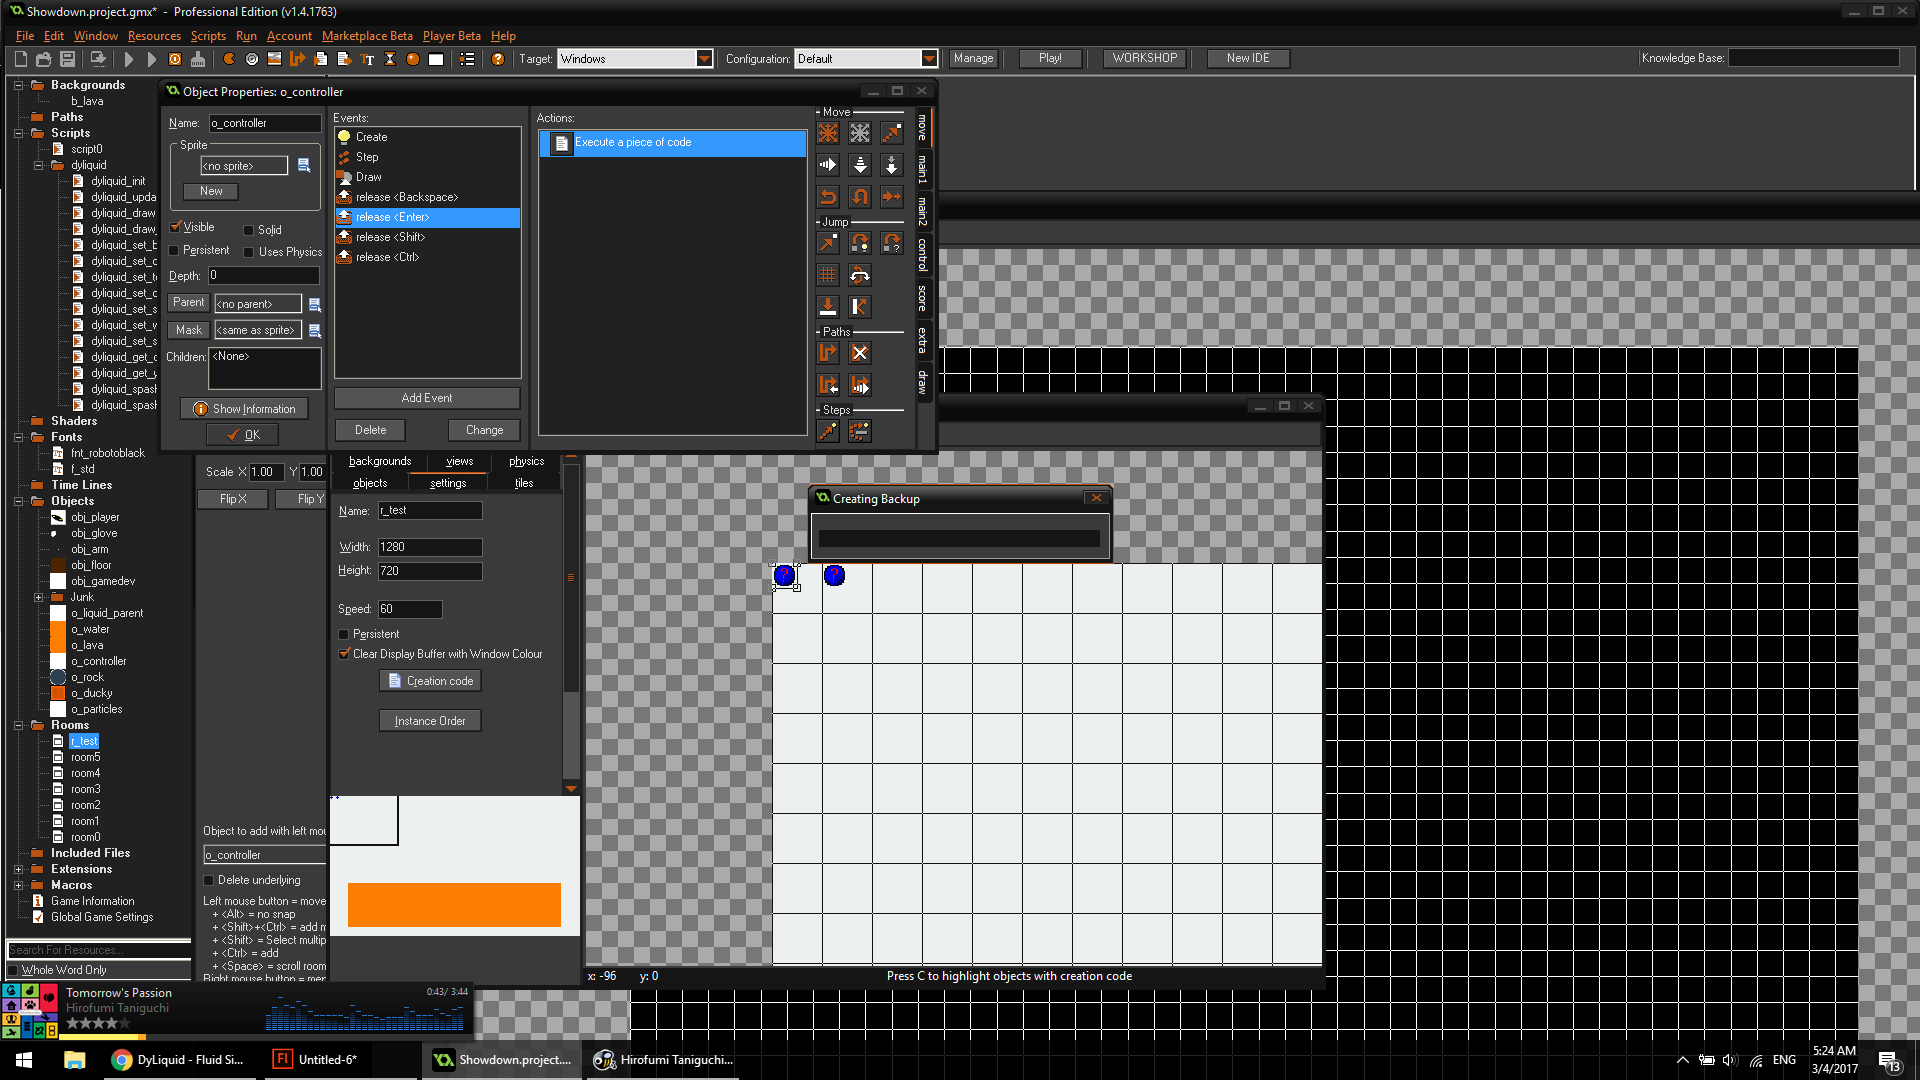 Showdown.project.gmx* - Professional Edition (v1.4.1763)
File Edit Window Resources Scripts Run Account Marketplace Beta Player Beta Help
Target: Windows Configuration: Default Manage Play! WORKSHOP New IDE Knowledge Base:
Backgrounds
b_lava
Paths
Scripts
script0
dyliquid
dyliquid_init
dyliquid_upda
dyliquid_draw
dyliquid_draw_
dyliquid_set_b
dyliquid_set_c
dyliquid_set_t
dyliquid_set_c
dyliquid_set_s
dyliquid_set_v
dyliquid_set_s
dyliquid_get_c
dyliquid_get_y
dyliquid_spash
dyliquid_spash
Shaders
Fonts
fnt_robotoblack
f_std
Time Lines
Objects
obj_player
obj_glove
obj_arm
obj_floor
obj_gamedev
Junk
o_liquid_parent
o_water
o_lava
o_controller
o_rock
o_ducky
o_particles
Rooms
r_test
room5
room4
room3
room2
room1
room0
Included Files
Extensions
Macros
Game Information
Global Game Settings
Search For Resources...
Whole Word Only
Object Properties: o_controller
Name: o_controller
Sprite
<no sprite>
New
Visible Solid
Persistent Uses Physics
Depth: 0
Parent <no parent>
Mask <same as sprite>
Children: <None>
Show Information
OK
Events:
Create
Step
Draw
release <Backspace>
release <Enter>
release <Shift>
release <Ctrl>
Add Event
Delete Change
Actions:
Execute a piece of code
Move
Jump
Paths
Steps
move
main1
main2
control
score
extra
draw
Scale X 1.00 Y 1.00
Flip X Flip Y
Object to add with left mou
o_controller
Delete underlying
Left mouse button = move
+ <Alt> = no snap
+ <Shift>+<Ctrl> = add m
+ <Shift> = Select multip
+ <Ctrl> = add
+ <Space> = scroll room
Right mouse button = men
backgrounds views physics
objects settings tiles
Name: r_test
Width: 1280
Height: 720
Speed: 60
Persistent
Clear Display Buffer with Window Colour
Creation code
Instance Order
Creating Backup
? ?
x: -96 y: 0 Press C to highlight objects with creation code
Tomorrow's Passion 0:43/ 3:44
Hirofumi Taniguchi
DyLiquid - Fluid Si...
Untitled-6*
Showdown.project....
Hirofumi Taniguchi...
ENG
5:24 AM
3/4/2017
13